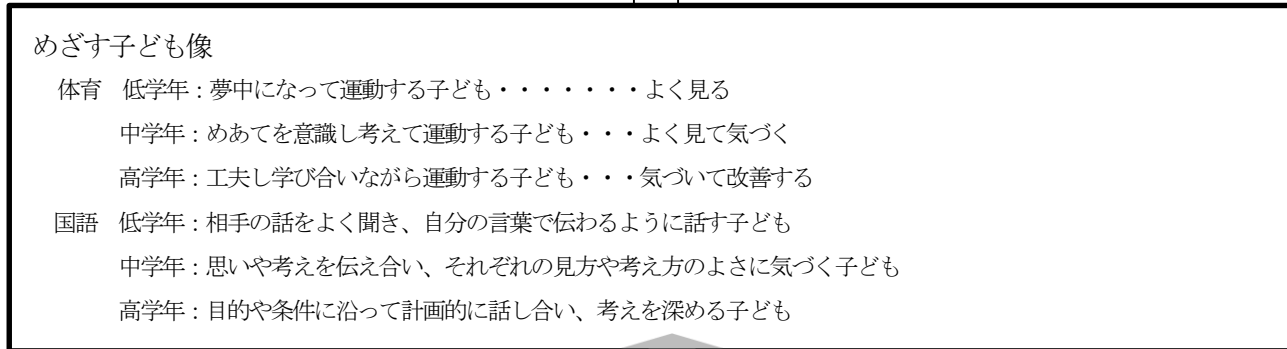 めざす子ども像
体育 低学年：夢中になって運動する子ども・・・・・・・よく見る
中学年：めあてを意識し考えて運動する子ども・・・よく見て気づく
高学年：工夫し学び合いながら運動する子ども・・・気づいて改善する
国語 低学年：相手の話をよく聞き、自分の言葉で伝わるように話す子ども
中学年：思いや考えを伝え合い、それぞれの見方や考え方のよさに気づく子ども
高学年：目的や条件に沿って計画的に話し合い、考えを深める子ども